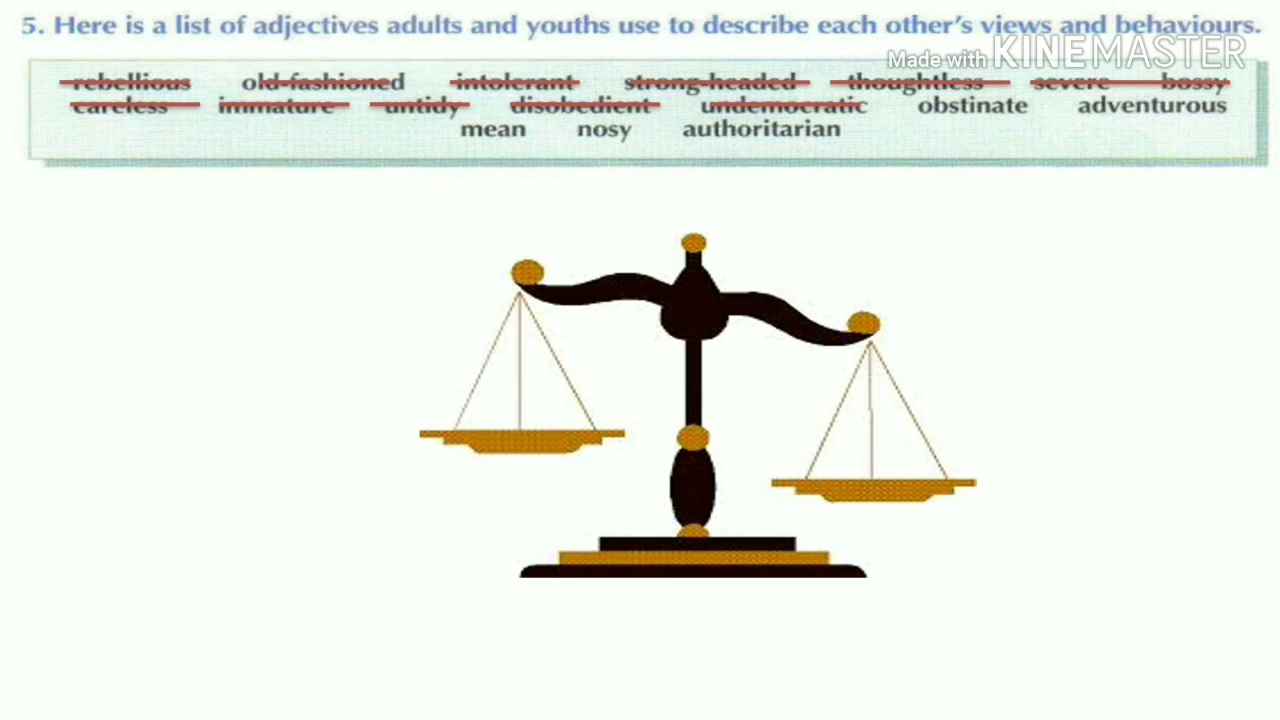 5. Here is a list of adjectives adults and youths use to describe each other's views and behaviours.
Made with KINEMASTER
rebellious old-fashioned intolerant strong-headed thoughtless severe bossy
careless immature untidy disobedient undemocratic obstinate adventurous
mean nosy authoritarian